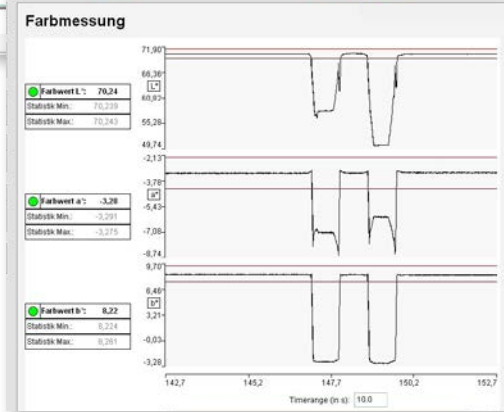 Farbmessung
71,90
66,36
L*
60,82
55,28
49,74
Farbwert L*: 70,24
Statistik Min.: 70,239
Statistik Max.: 70,243
-2,13
-3,78
a*
-5,43
-7,08
-8,74
Farbwert a*: -3,28
Statistik Min.: -3,291
Statistik Max.: -3,275
9,70
6,46
b*
3,21
-0,03
-3,28
Farbwert b*: 8,22
Statistik Min.: 8,224
Statistik Max.: 8,261
142,7 145,2 147,7 150,2 152,7
Timerange (in s): 10.0